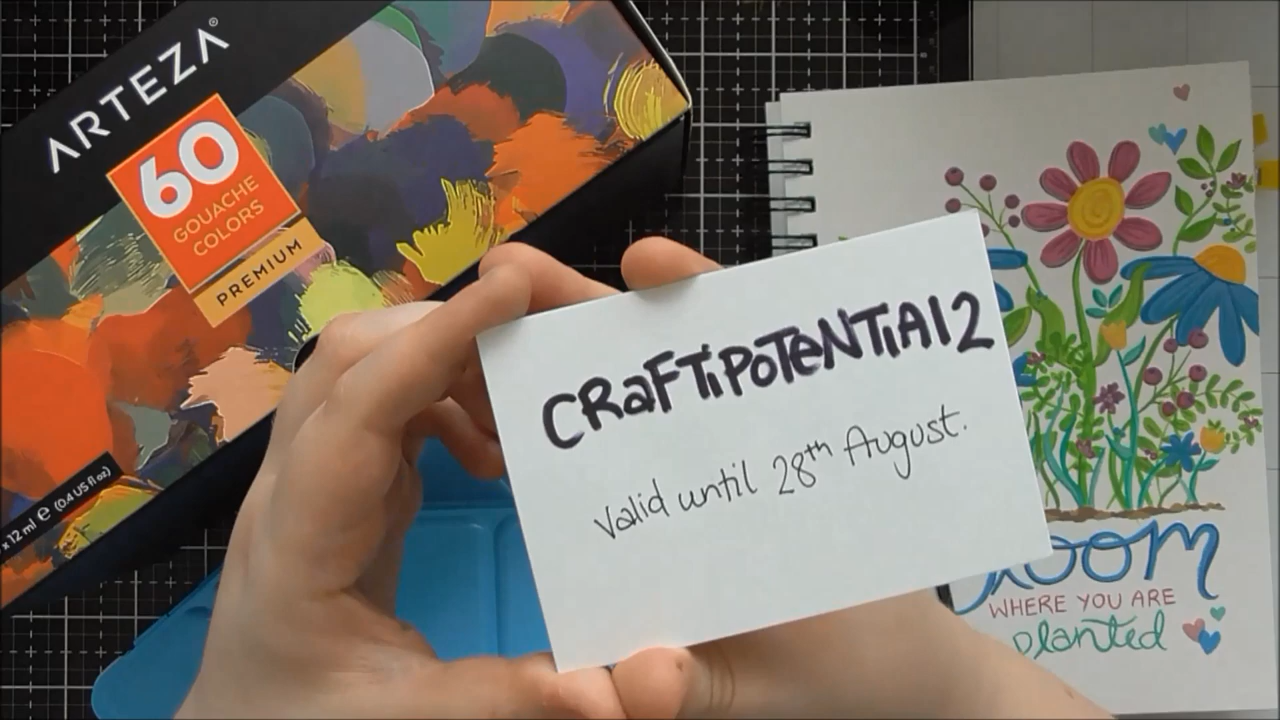 ARTEZA®
60
GOUACHE
COLORS
PREMIUM
x 12 ml e (0.4 US fl oz)
CRaFTiPoTeNTiAl2
Valid until 28th August.
bloom
WHERE YOU ARE
planted